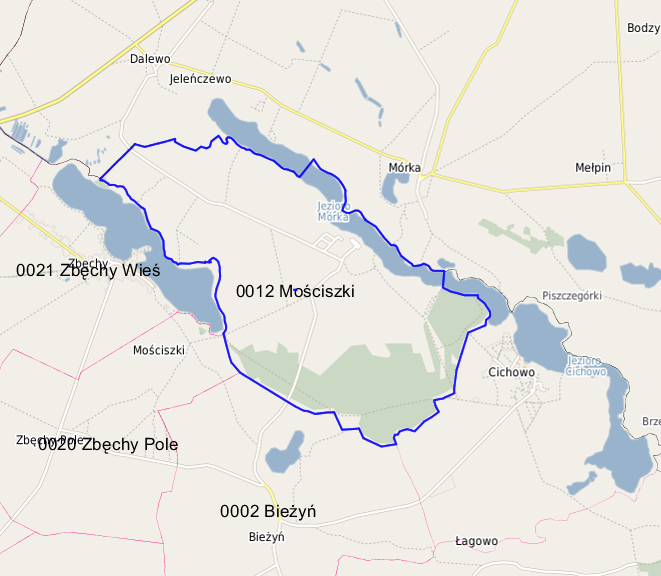 Bodzy
Dalewo
Jeleńczewo
Mórka
Mełpin
Jezioro
Mórka
Zbęchy
0021 Zbęchy Wieś
0012 Mościszki
Piszczegórki
Mościszki
Jezioro
Cichowo
Cichowo
Brze
Zbęchy Pole
0020 Zbęchy Pole
0002 Bieżyń
Bieżyń
Łagowo